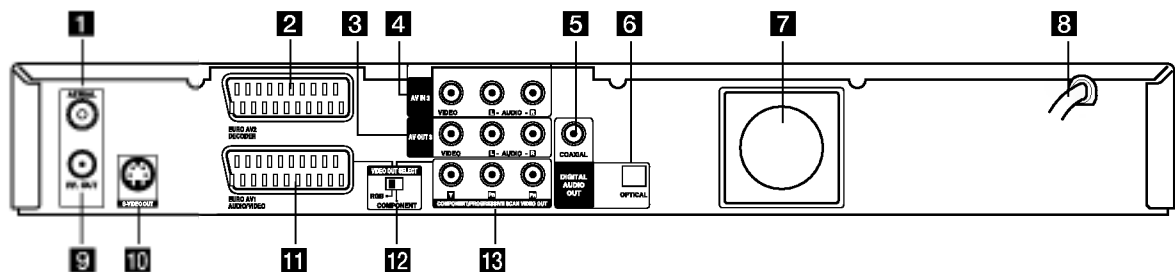 1 2 3 4 5 6 7 8
AERIAL
AV IN 3
VIDEO L - AUDIO - R
EURO AV2
DECODER
AV OUT 3
VIDEO L - AUDIO - R
COAXIAL
RF. OUT
S-VIDEO OUT
EURO AV1
AUDIO/VIDEO
VIDEO OUT SELECT
RGB
COMPONENT
Y PB PR
COMPONENT/PROGRESSIVE SCAN VIDEO OUT
DIGITAL
AUDIO
OUT
OPTICAL
9 10 11 12 13